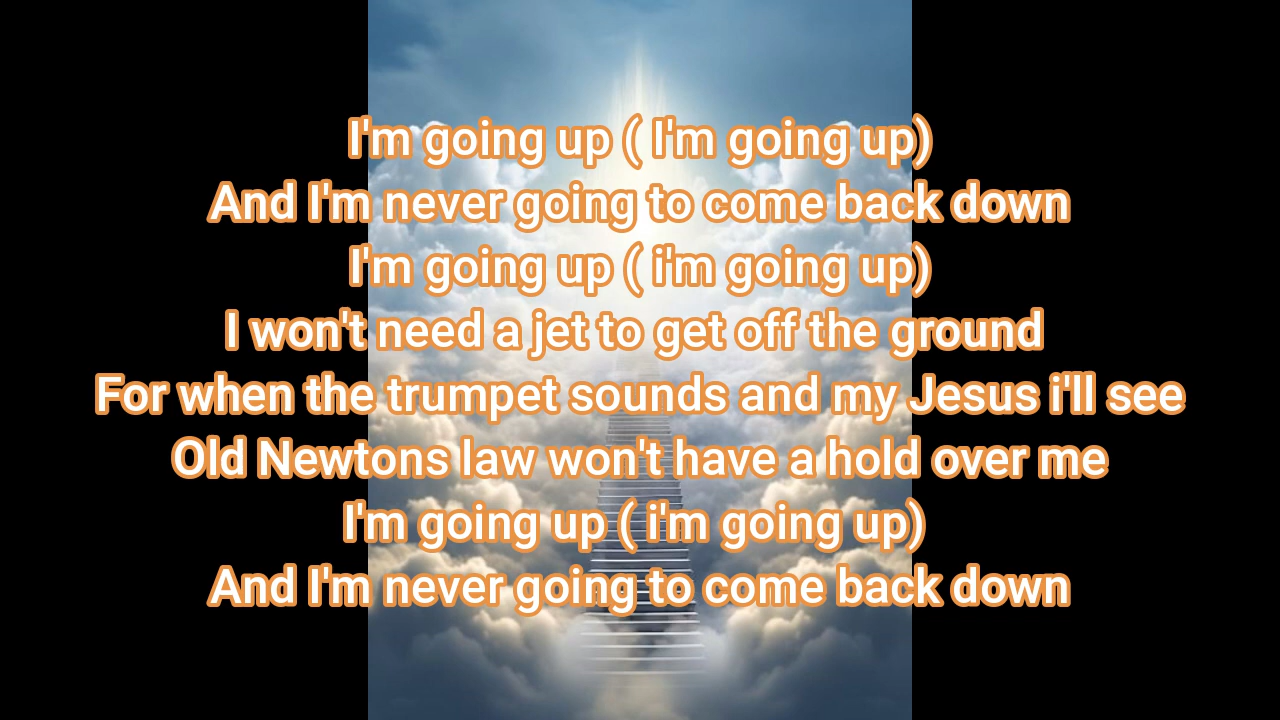 I'm going up ( I'm going up)
And I'm never going to come back down
I'm going up ( i'm going up)
I won't need a jet to get off the ground
For when the trumpet sounds and my Jesus i'll see
Old Newtons law won't have a hold over me
I'm going up ( i'm going up)
And I'm never going to come back down